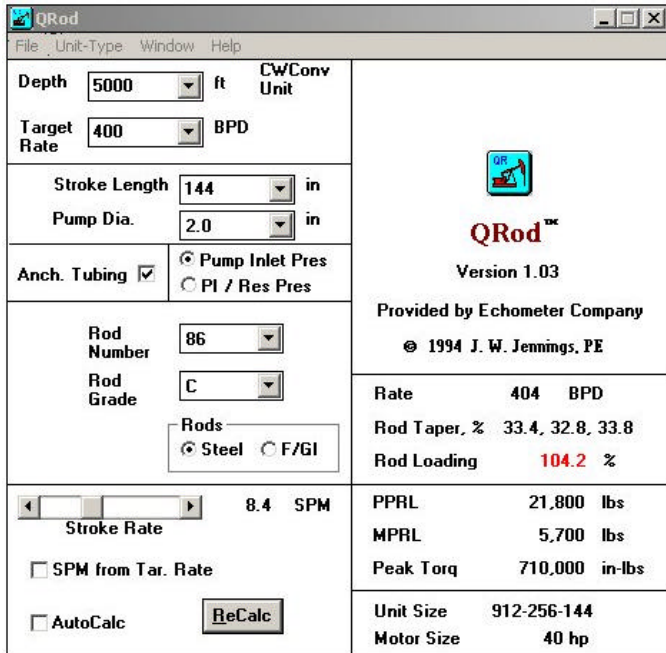 QRod
File Unit-Type Window Help
Depth 5000 ft CWConv Unit
Target Rate 400 BPD
Stroke Length 144 in
Pump Dia. 2.0 in
Anch. Tubing
Pump Inlet Pres
PI / Res Pres
Rod Number 86
Rod Grade C
Rods
Steel F/Gl
8.4 SPM
Stroke Rate
SPM from Tar. Rate
AutoCalc
ReCalc
QR
QRod™
Version 1.03
Provided by Echometer Company
© 1994 J. W. Jennings, PE
Rate 404 BPD
Rod Taper, % 33.4, 32.8, 33.8
Rod Loading 104.2 %
PPRL 21,800 lbs
MPRL 5,700 lbs
Peak Torq 710,000 in-lbs
Unit Size 912-256-144
Motor Size 40 hp